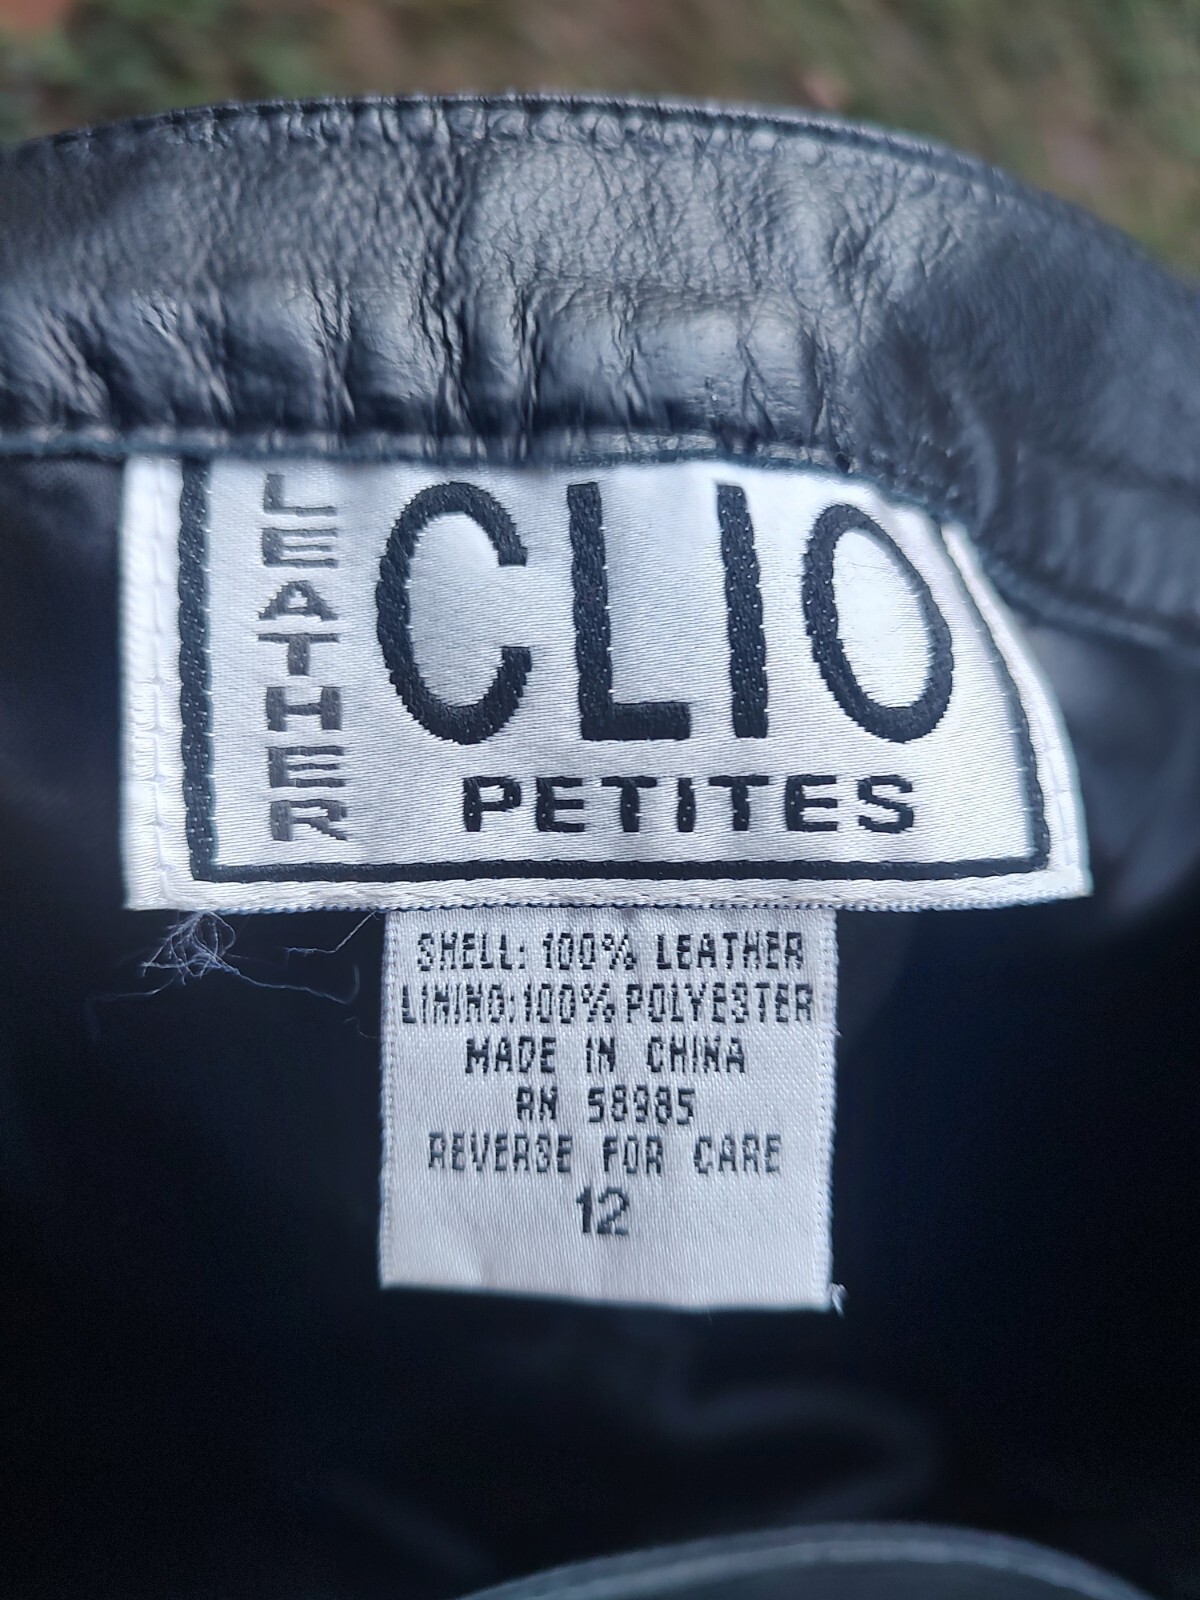 LEATHER
CLIO
PETITES
SHELL: 100% LEATHER
LINING: 100% POLYESTER
MADE IN CHINA
RN 58985
REVERSE FOR CARE
12